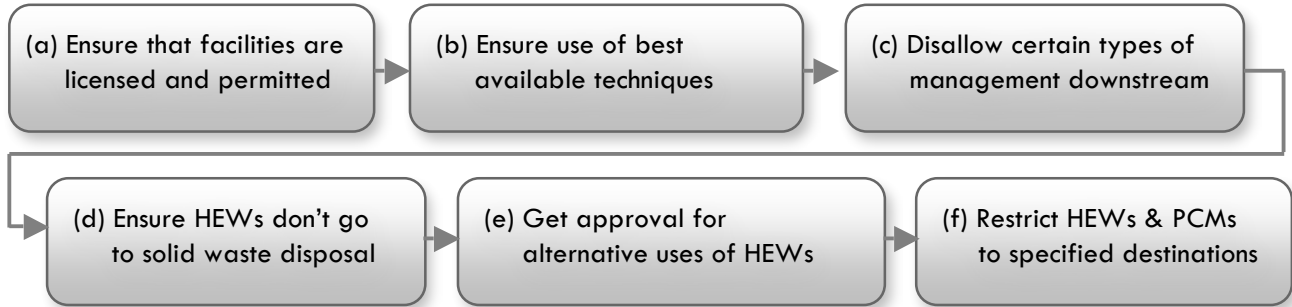 (a) Ensure that facilities are
licensed and permitted
(b) Ensure use of best
available techniques
(c) Disallow certain types of
management downstream
(d) Ensure HEWs don’t go
to solid waste disposal
(e) Get approval for
alternative uses of HEWs
(f) Restrict HEWs & PCMs
to specified destinations